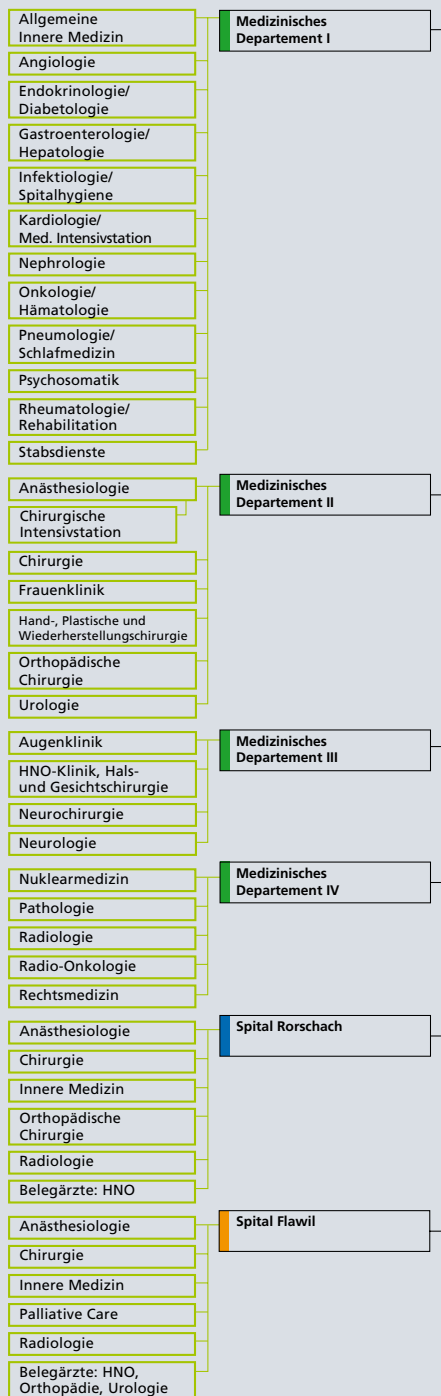 Allgemeine
Innere Medizin
Angiologie
Endokrinologie/
Diabetologie
Gastroenterologie/
Hepatologie
Infektiologie/
Spitalhygiene
Kardiologie/
Med. Intensivstation
Nephrologie
Onkologie/
Hämatologie
Pneumologie/
Schlafmedizin
Psychosomatik
Rheumatologie/
Rehabilitation
Stabsdienste
Medizinisches
Departement I
Anästhesiologie
Chirurgische
Intensivstation
Chirurgie
Frauenklinik
Hand-, Plastische und
Wiederherstellungschirurgie
Orthopädische
Chirurgie
Urologie
Medizinisches
Departement II
Augenklinik
HNO-Klinik, Hals-
und Gesichtschirurgie
Neurochirurgie
Neurologie
Medizinisches
Departement III
Nuklearmedizin
Pathologie
Radiologie
Radio-Onkologie
Rechtsmedizin
Medizinisches
Departement IV
Anästhesiologie
Chirurgie
Innere Medizin
Orthopädische
Chirurgie
Radiologie
Belegärzte: HNO
Spital Rorschach
Anästhesiologie
Chirurgie
Innere Medizin
Palliative Care
Radiologie
Belegärzte: HNO,
Orthopädie, Urologie
Spital Flawil